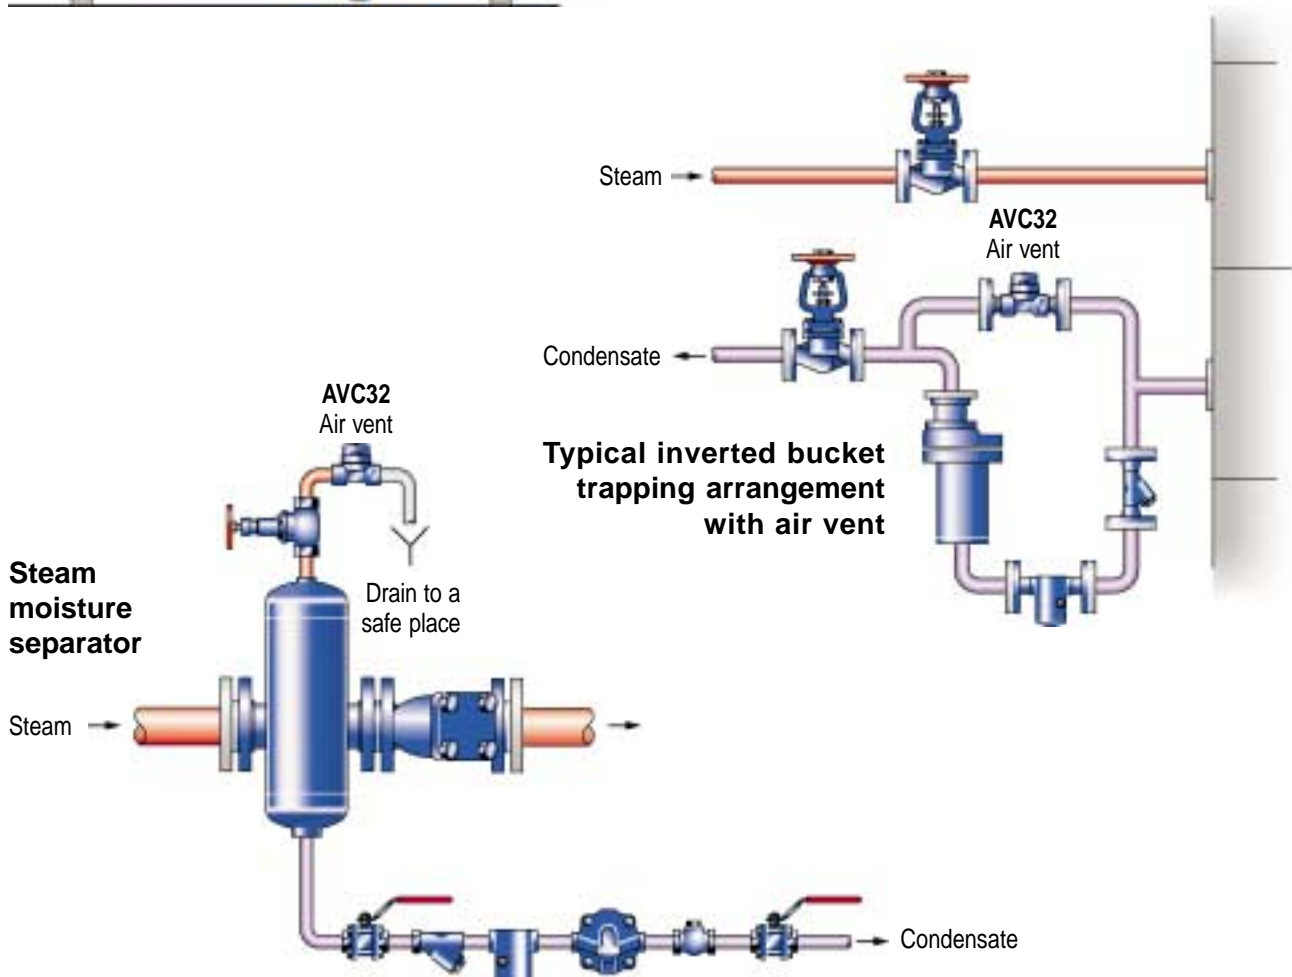 Steam
AVC32
Air vent
Condensate
Typical inverted bucket
trapping arrangement
with air vent
AVC32
Air vent
Drain to a
safe place
Steam
moisture
separator
Steam
Condensate